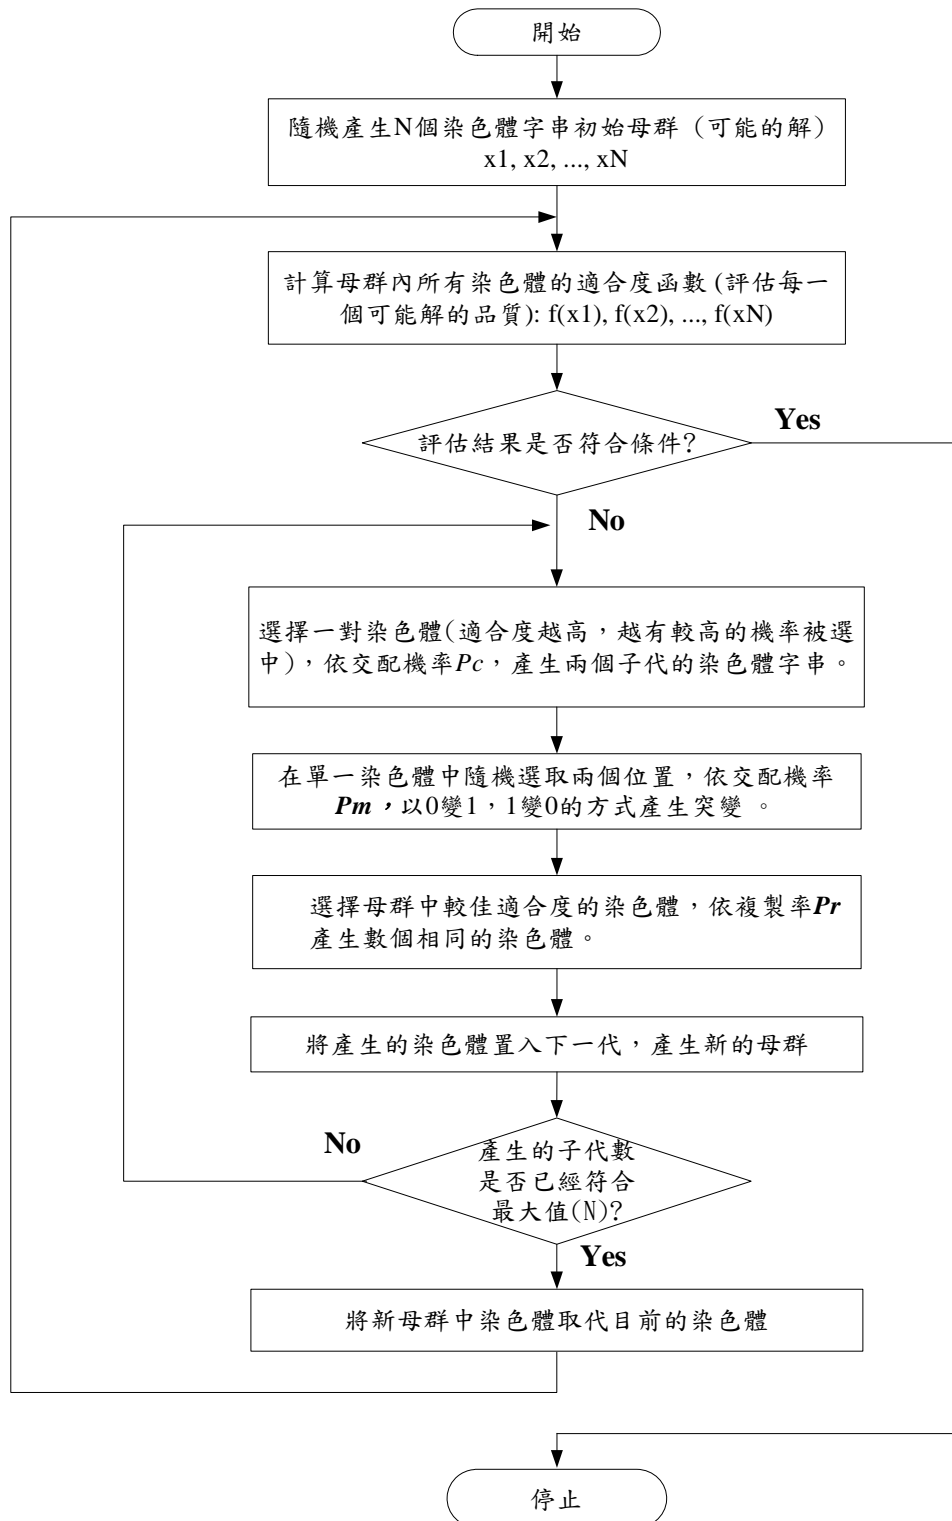 開始
隨機產生N個染色體字串初始母群（可能的解）
x1, x2, ..., xN
計算母群內所有染色體的適合度函數(評估每一
個可能解的品質): f(x1), f(x2), ..., f(xN)
評估結果是否符合條件?
Yes
No
選擇一對染色體(適合度越高，越有較高的機率被選
中)，依交配機率Pc，產生兩個子代的染色體字串。
在單一染色體中隨機選取兩個位置，依交配機率
Pm，以0變1，1變0的方式產生突變 。
選擇母群中較佳適合度的染色體，依複製率Pr
產生數個相同的染色體。
將產生的染色體置入下一代，產生新的母群
No
產生的子代數
是否已經符合
最大值(N)?
Yes
將新母群中染色體取代目前的染色體
停止